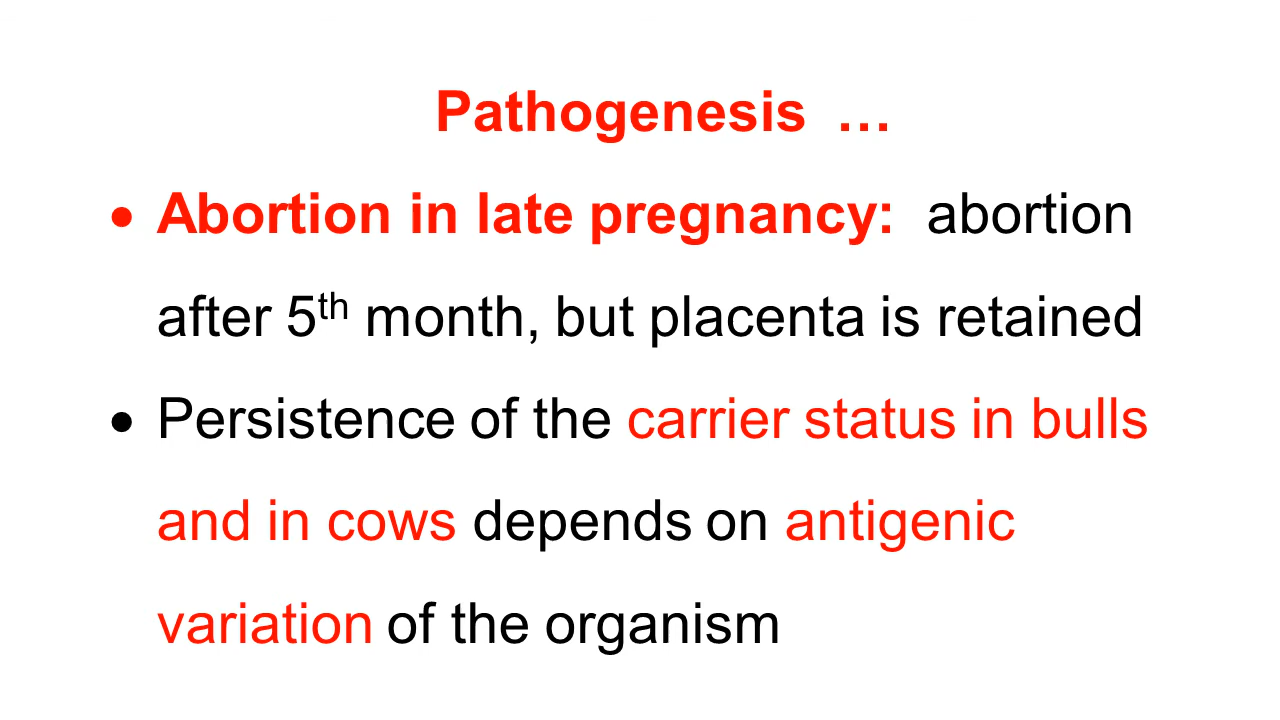 Pathogenesis …
• Abortion in late pregnancy: abortion
after 5th month, but placenta is retained
• Persistence of the carrier status in bulls
and in cows depends on antigenic
variation of the organism